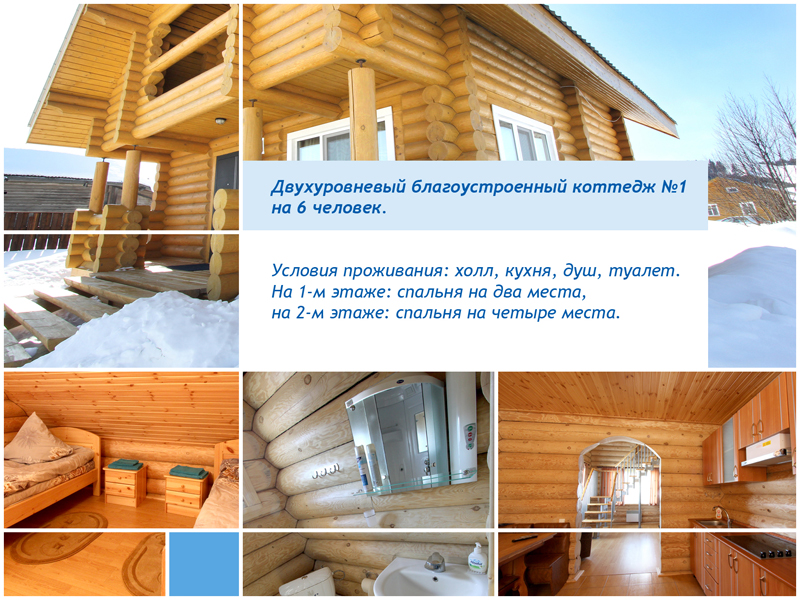 Двухуровневый благоустроенный коттедж №1
на 6 человек.
Условия проживания: холл, кухня, душ, туалет.
На 1-м этаже: спальня на два места,
на 2-м этаже: спальня на четыре места.